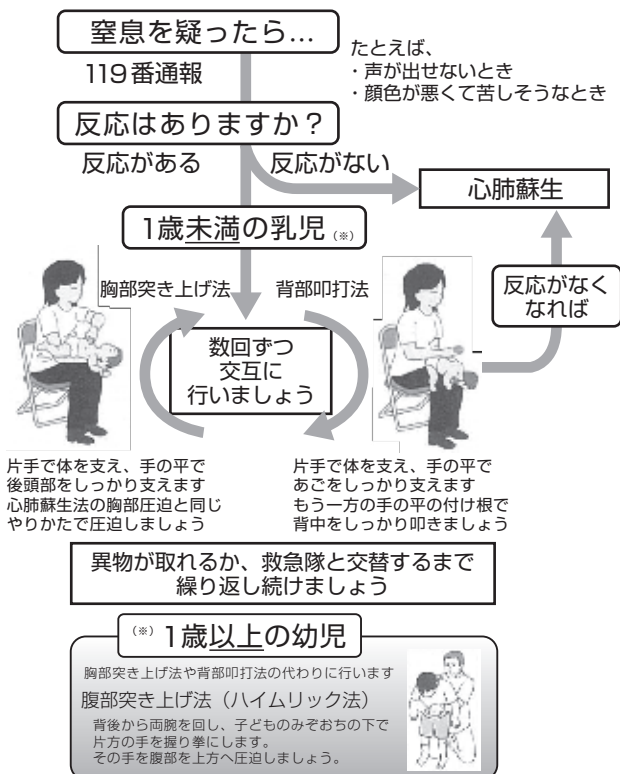 窒息を疑ったら...
119番通報
たとえば、
・声が出せないとき
・顔色が悪くて苦しそうなとき
反応はありますか？
反応がある
反応がない
心肺蘇生
1歳未満の乳児（※）
胸部突き上げ法
背部叩打法
反応がなく
なれば
数回ずつ
交互に
行いましょう
片手で体を支え、手の平で
後頭部をしっかり支えます
心肺蘇生法の胸部圧迫と同じ
やりかたで圧迫しましょう
片手で体を支え、手の平で
あごをしっかり支えます
もう一方の手の平の付け根で
背中をしっかり叩きましょう
異物が取れるか、救急隊と交替するまで
繰り返し続けましょう
（※）1歳以上の幼児
胸部突き上げ法や背部叩打法の代わりに行います
腹部突き上げ法（ハイムリック法）
背後から両腕を回し、子どものみぞおちの下で
片方の手を握り拳にします。
その手を腹部を上方へ圧迫しましょう。